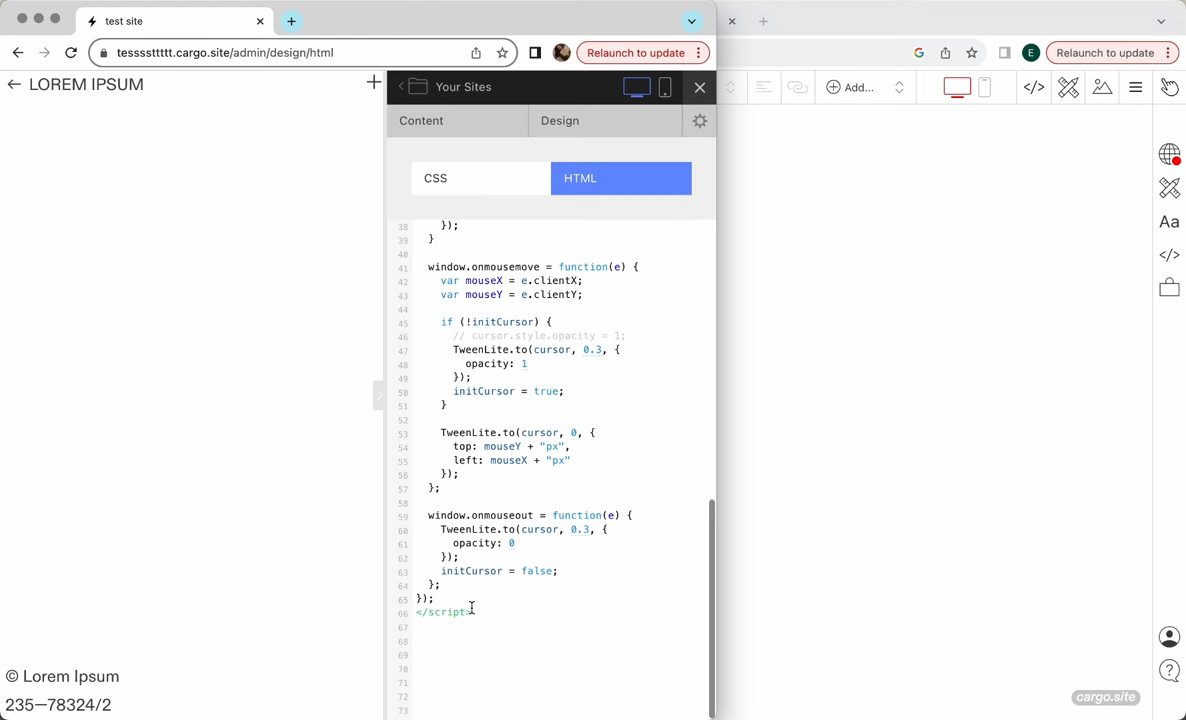 test site
tessssttttt.cargo.site/admin/design/html
Relaunch to update
E
Relaunch to update
LOREM IPSUM
Your Sites
Add...
</>
Content
Design
CSS
HTML
Aa
</>
38 });
39 }
40
41 window.onmousemove = function(e) {
42 var mouseX = e.clientX;
43 var mouseY = e.clientY;
44
45 if (!initCursor) {
46 // cursor.style.opacity = 1;
47 TweenLite.to(cursor, 0.3, {
48 opacity: 1
49 });
50 initCursor = true;
51 }
52
53 TweenLite.to(cursor, 0, {
54 top: mouseY + "px",
55 left: mouseX + "px"
56 });
57 };
58
59 window.onmouseout = function(e) {
60 TweenLite.to(cursor, 0.3, {
61 opacity: 0
62 });
63 initCursor = false;
64 };
65 });
66 </script>
67
68
69
70
71
72
73
© Lorem Ipsum
235—78324/2
cargo.site